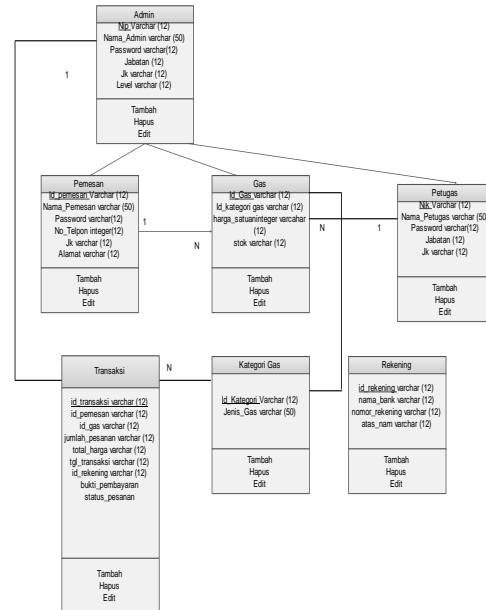 Admin
Nip Varchar (12)
Nama_Admin varchar (50)
Password varchar(12)
Jabatan (12)
Jk varchar (12)
Level varchar (12)
Tambah
Hapus
Edit
1
Pemesan
Id_pemesan Varchar (12)
Nama_Pemesan varchar (50)
Password varchar(12)
No_Telpon integer(12)
Jk varchar (12)
Alamat varchar (12)
Tambah
Hapus
Edit
1
N
Gas
Id_Gas varchar (12)
Id_kategori gas varchar (12)
harga_satuaninteger varcahar
(12)
stok varchar (12)
Tambah
Hapus
Edit
N
1
Petugas
Nik Varchar (12)
Nama_Petugas varchar (50)
Password varchar(12)
Jabatan (12)
Jk varchar (12)
Tambah
Hapus
Edit
Transaksi
id_transaksi varchar (12)
id_pemesan varchar (12)
id_gas varchar (12)
jumlah_pesanan varchar (12)
total_harga varchar (12)
tgl_transaksi varchar (12)
id_rekening varchar (12)
bukti_pembayaran
status_pesanan
Tambah
Hapus
Edit
N
Kategori Gas
Id_Kategori Varchar (12)
Jenis_Gas varchar (50)
Tambah
Hapus
Edit
Rekening
id_rekening varchar (12)
nama_bank varchar (12)
nomor_rekening varchar (12)
atas_nam varchar (12)
Tambah
Hapus
Edit